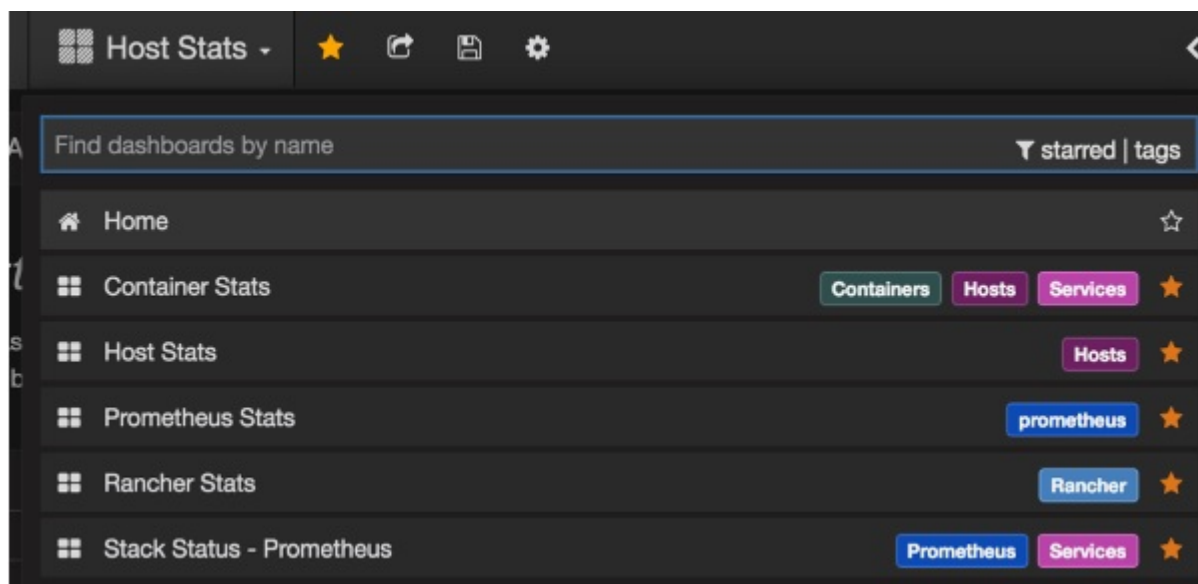 Host Stats
A
Find dashboards by name starred | tags
Home
Container Stats Containers Hosts Services
s
Host Stats Hosts
b
Prometheus Stats prometheus
Rancher Stats Rancher
Stack Status - Prometheus Prometheus Services